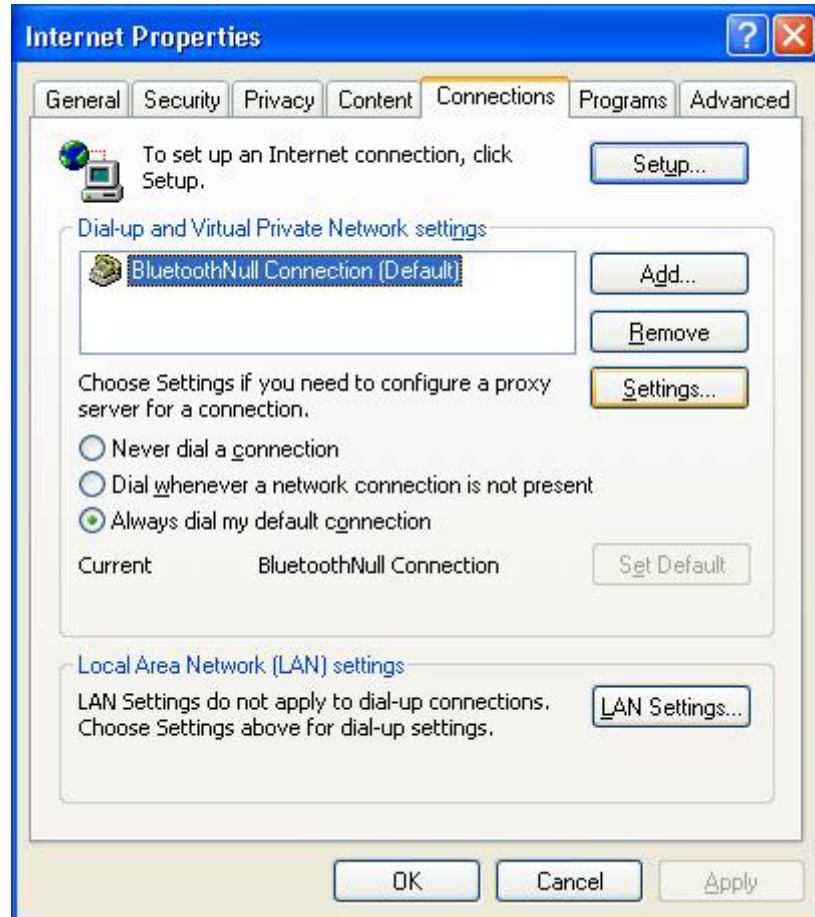 Internet Properties
General Security Privacy Content Connections Programs Advanced
To set up an Internet connection, click
Setup.
Setup...
Dial-up and Virtual Private Network settings
BluetoothNull Connection (Default)
Add...
Remove
Choose Settings if you need to configure a proxy
server for a connection.
Settings...
Never dial a connection
Dial whenever a network connection is not present
Always dial my default connection
Current BluetoothNull Connection Set Default
Local Area Network (LAN) settings
LAN Settings do not apply to dial-up connections.
Choose Settings above for dial-up settings.
LAN Settings...
OK Cancel Apply